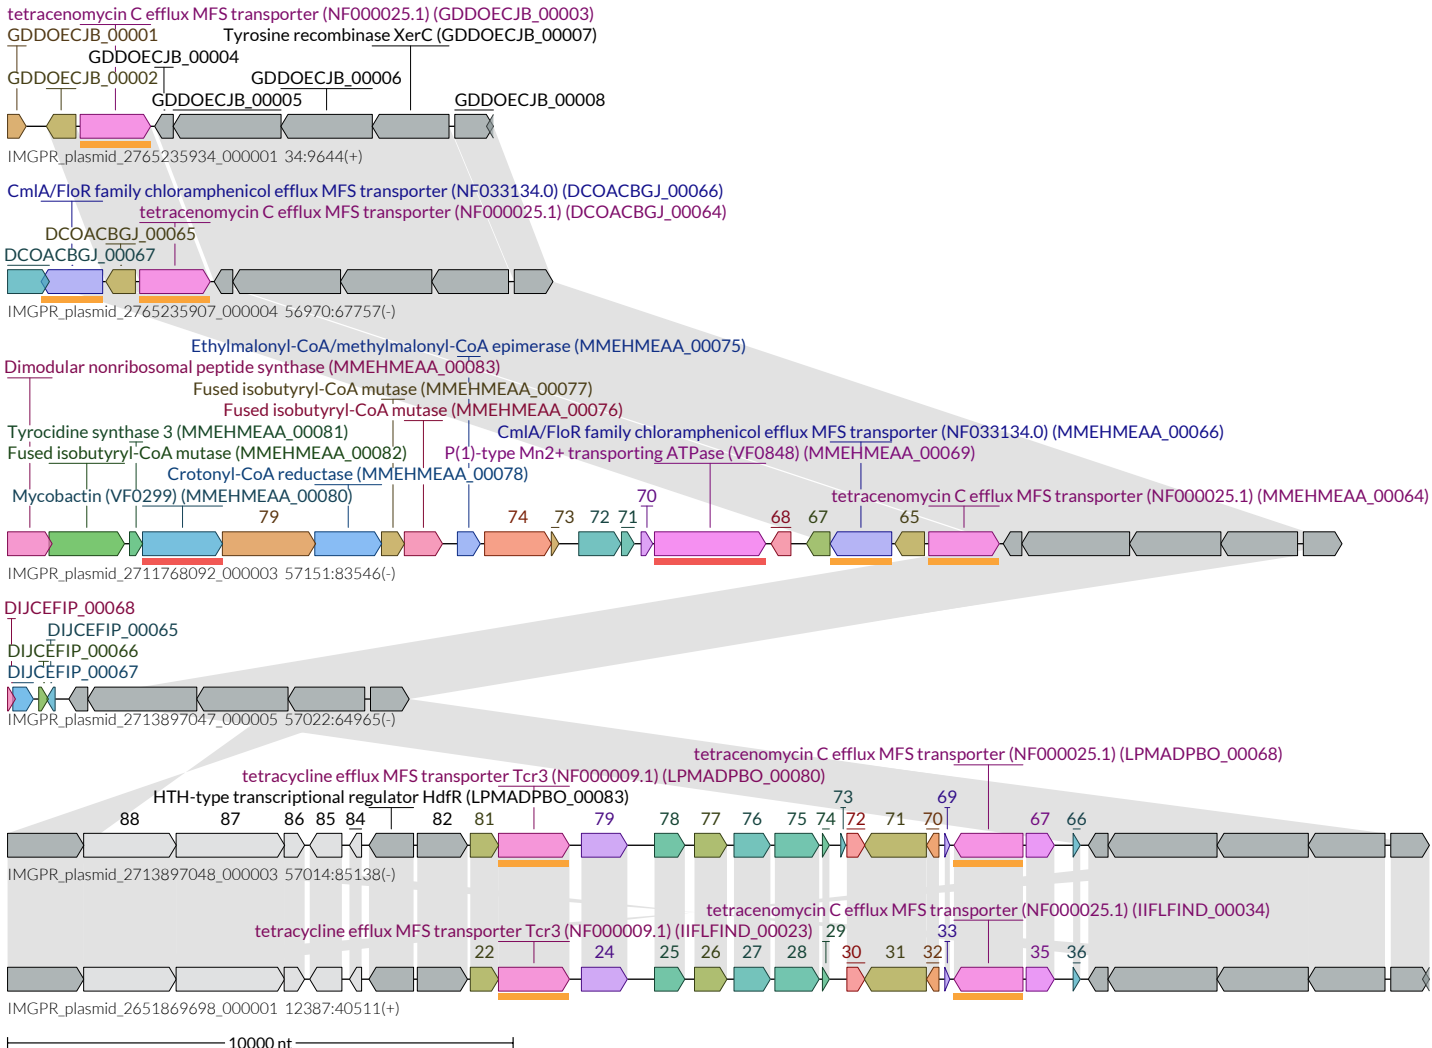 tetracenomycin C efflux MFS transporter (NF000025.1) (GDDOECJB_00003)
GDDOECJB_00001 Tyrosine recombinase XerC (GDDOECJB_00007)
GDDOECJB_00004
GDDOECJB_00002 GDDOECJB_00006
GDDOECJB_00005 GDDOECJB_00008
IMGPR_plasmid_2765235934_000001 34:9644(+)
CmlA/FloR family chloramphenicol efflux MFS transporter (NF033134.0) (DCOACBGJ_00066)
tetracenomycin C efflux MFS transporter (NF000025.1) (DCOACBGJ_00064)
DCOACBGJ_00065
DCOACBGJ_00067
IMGPR_plasmid_2765235907_000004 56970:67757(-)
Ethylmalonyl-CoA/methylmalonyl-CoA epimerase (MMEHMEAA_00075)
Dimodular nonribosomal peptide synthase (MMEHMEAA_00083)
Fused isobutyryl-CoA mutase (MMEHMEAA_00077)
Fused isobutyryl-CoA mutase (MMEHMEAA_00076)
Tyrocidine synthase 3 (MMEHMEAA_00081) CmlA/FloR family chloramphenicol efflux MFS transporter (NF033134.0) (MMEHMEAA_00066)
Fused isobutyryl-CoA mutase (MMEHMEAA_00082) P(1)-type Mn2+ transporting ATPase (VF0848) (MMEHMEAA_00069)
Crotonyl-CoA reductase (MMEHMEAA_00078)
Mycobactin (VF0299) (MMEHMEAA_00080) 70 tetracenomycin C efflux MFS transporter (NF000025.1) (MMEHMEAA_00064)
79 74 73 72 71 68 67 65
IMGPR_plasmid_2711768092_000003 57151:83546(-)
DIJCEFIP_00068
DIJCEFIP_00065
DIJCEFIP_00066
DIJCEFIP_00067
IMGPR_plasmid_2713897047_000005 57022:64965(-)
tetracenomycin C efflux MFS transporter (NF000025.1) (LPMADPBO_00068)
tetracycline efflux MFS transporter Tcr3 (NF000009.1) (LPMADPBO_00080)
HTH-type transcriptional regulator HdfR (LPMADPBO_00083) 73 69
88 87 86 85 84 82 81 79 78 77 76 75 74 72 71 70 67 66
IMGPR_plasmid_2713897048_000003 57014:85138(-)
tetracenomycin C efflux MFS transporter (NF000025.1) (IIFLFIND_00034)
tetracycline efflux MFS transporter Tcr3 (NF000009.1) (IIFLFIND_00023) 29 33
22 24 25 26 27 28 30 31 32 35 36
IMGPR_plasmid_2651869698_000001 12387:40511(+)
10000 nt